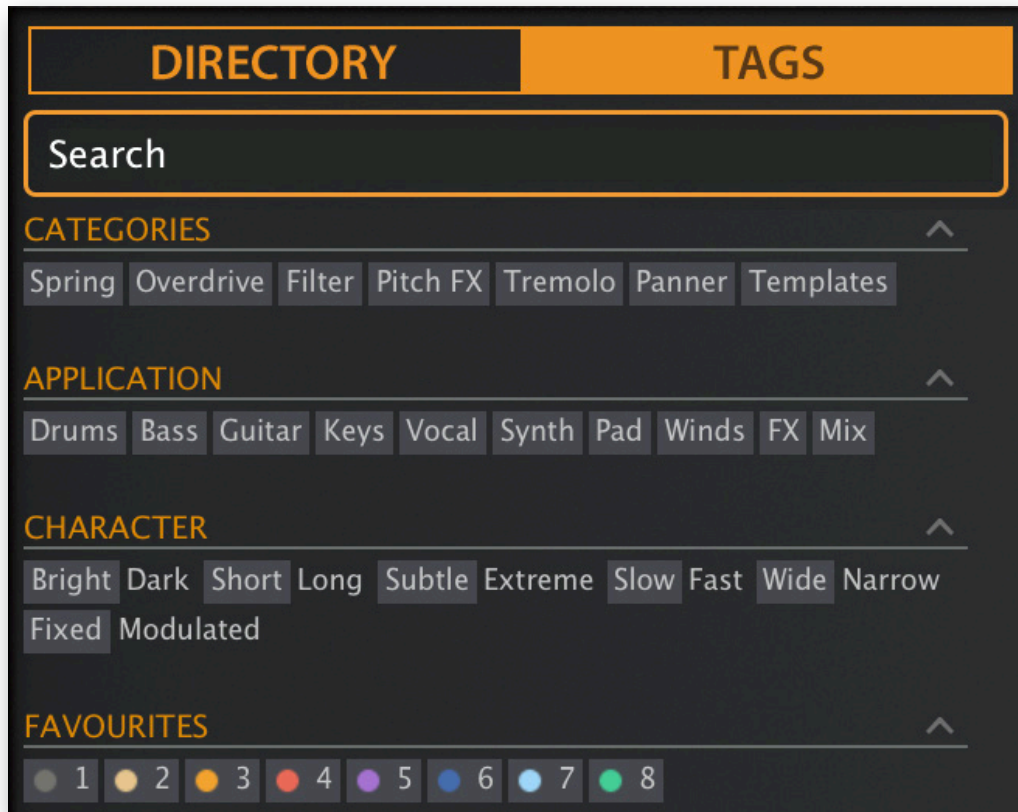 DIRECTORY TAGS
Search
CATEGORIES
Spring Overdrive Filter Pitch FX Tremolo Panner Templates
APPLICATION
Drums Bass Guitar Keys Vocal Synth Pad Winds FX Mix
CHARACTER
Bright Dark Short Long Subtle Extreme Slow Fast Wide Narrow
Fixed Modulated
FAVOURITES
1 2 3 4 5 6 7 8